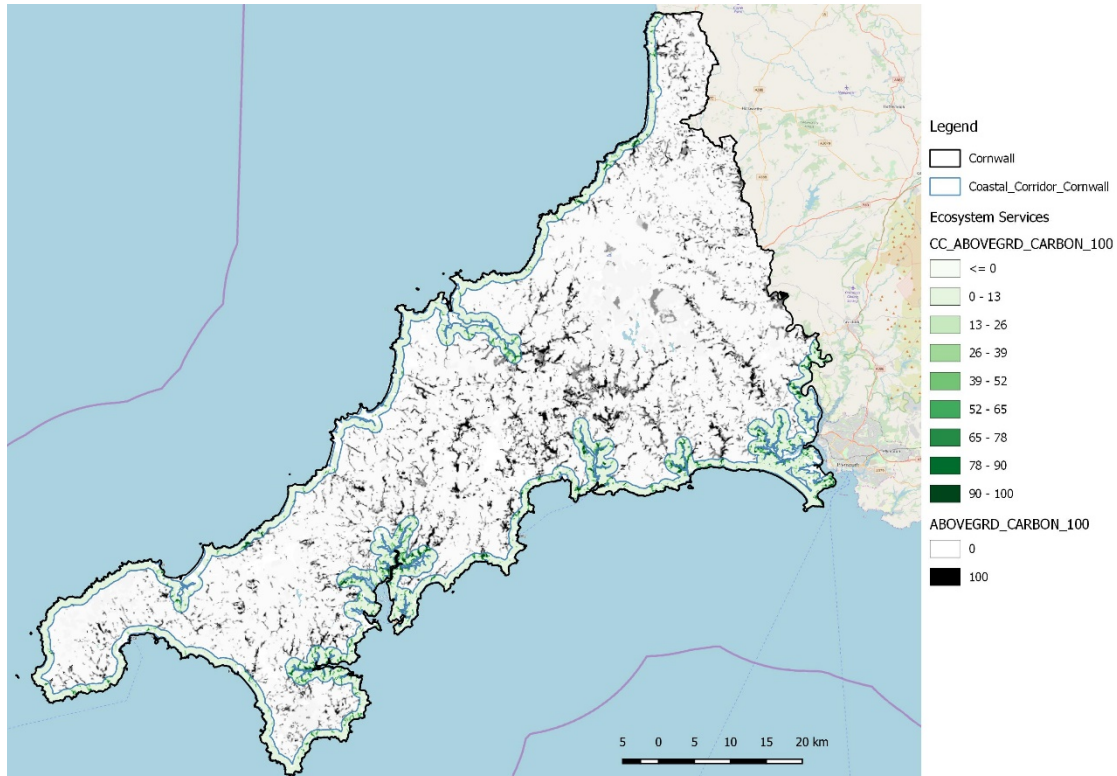 Legend
Cornwall
Coastal_Corridor_Cornwall
Ecosystem Services
CC_ABOVEGRD_CARBON_100
<= 0
0 - 13
13 - 26
26 - 39
39 - 52
52 - 65
65 - 78
78 - 90
90 - 100
ABOVEGRD_CARBON_100
0
100
5 0 5 10 15 20 km